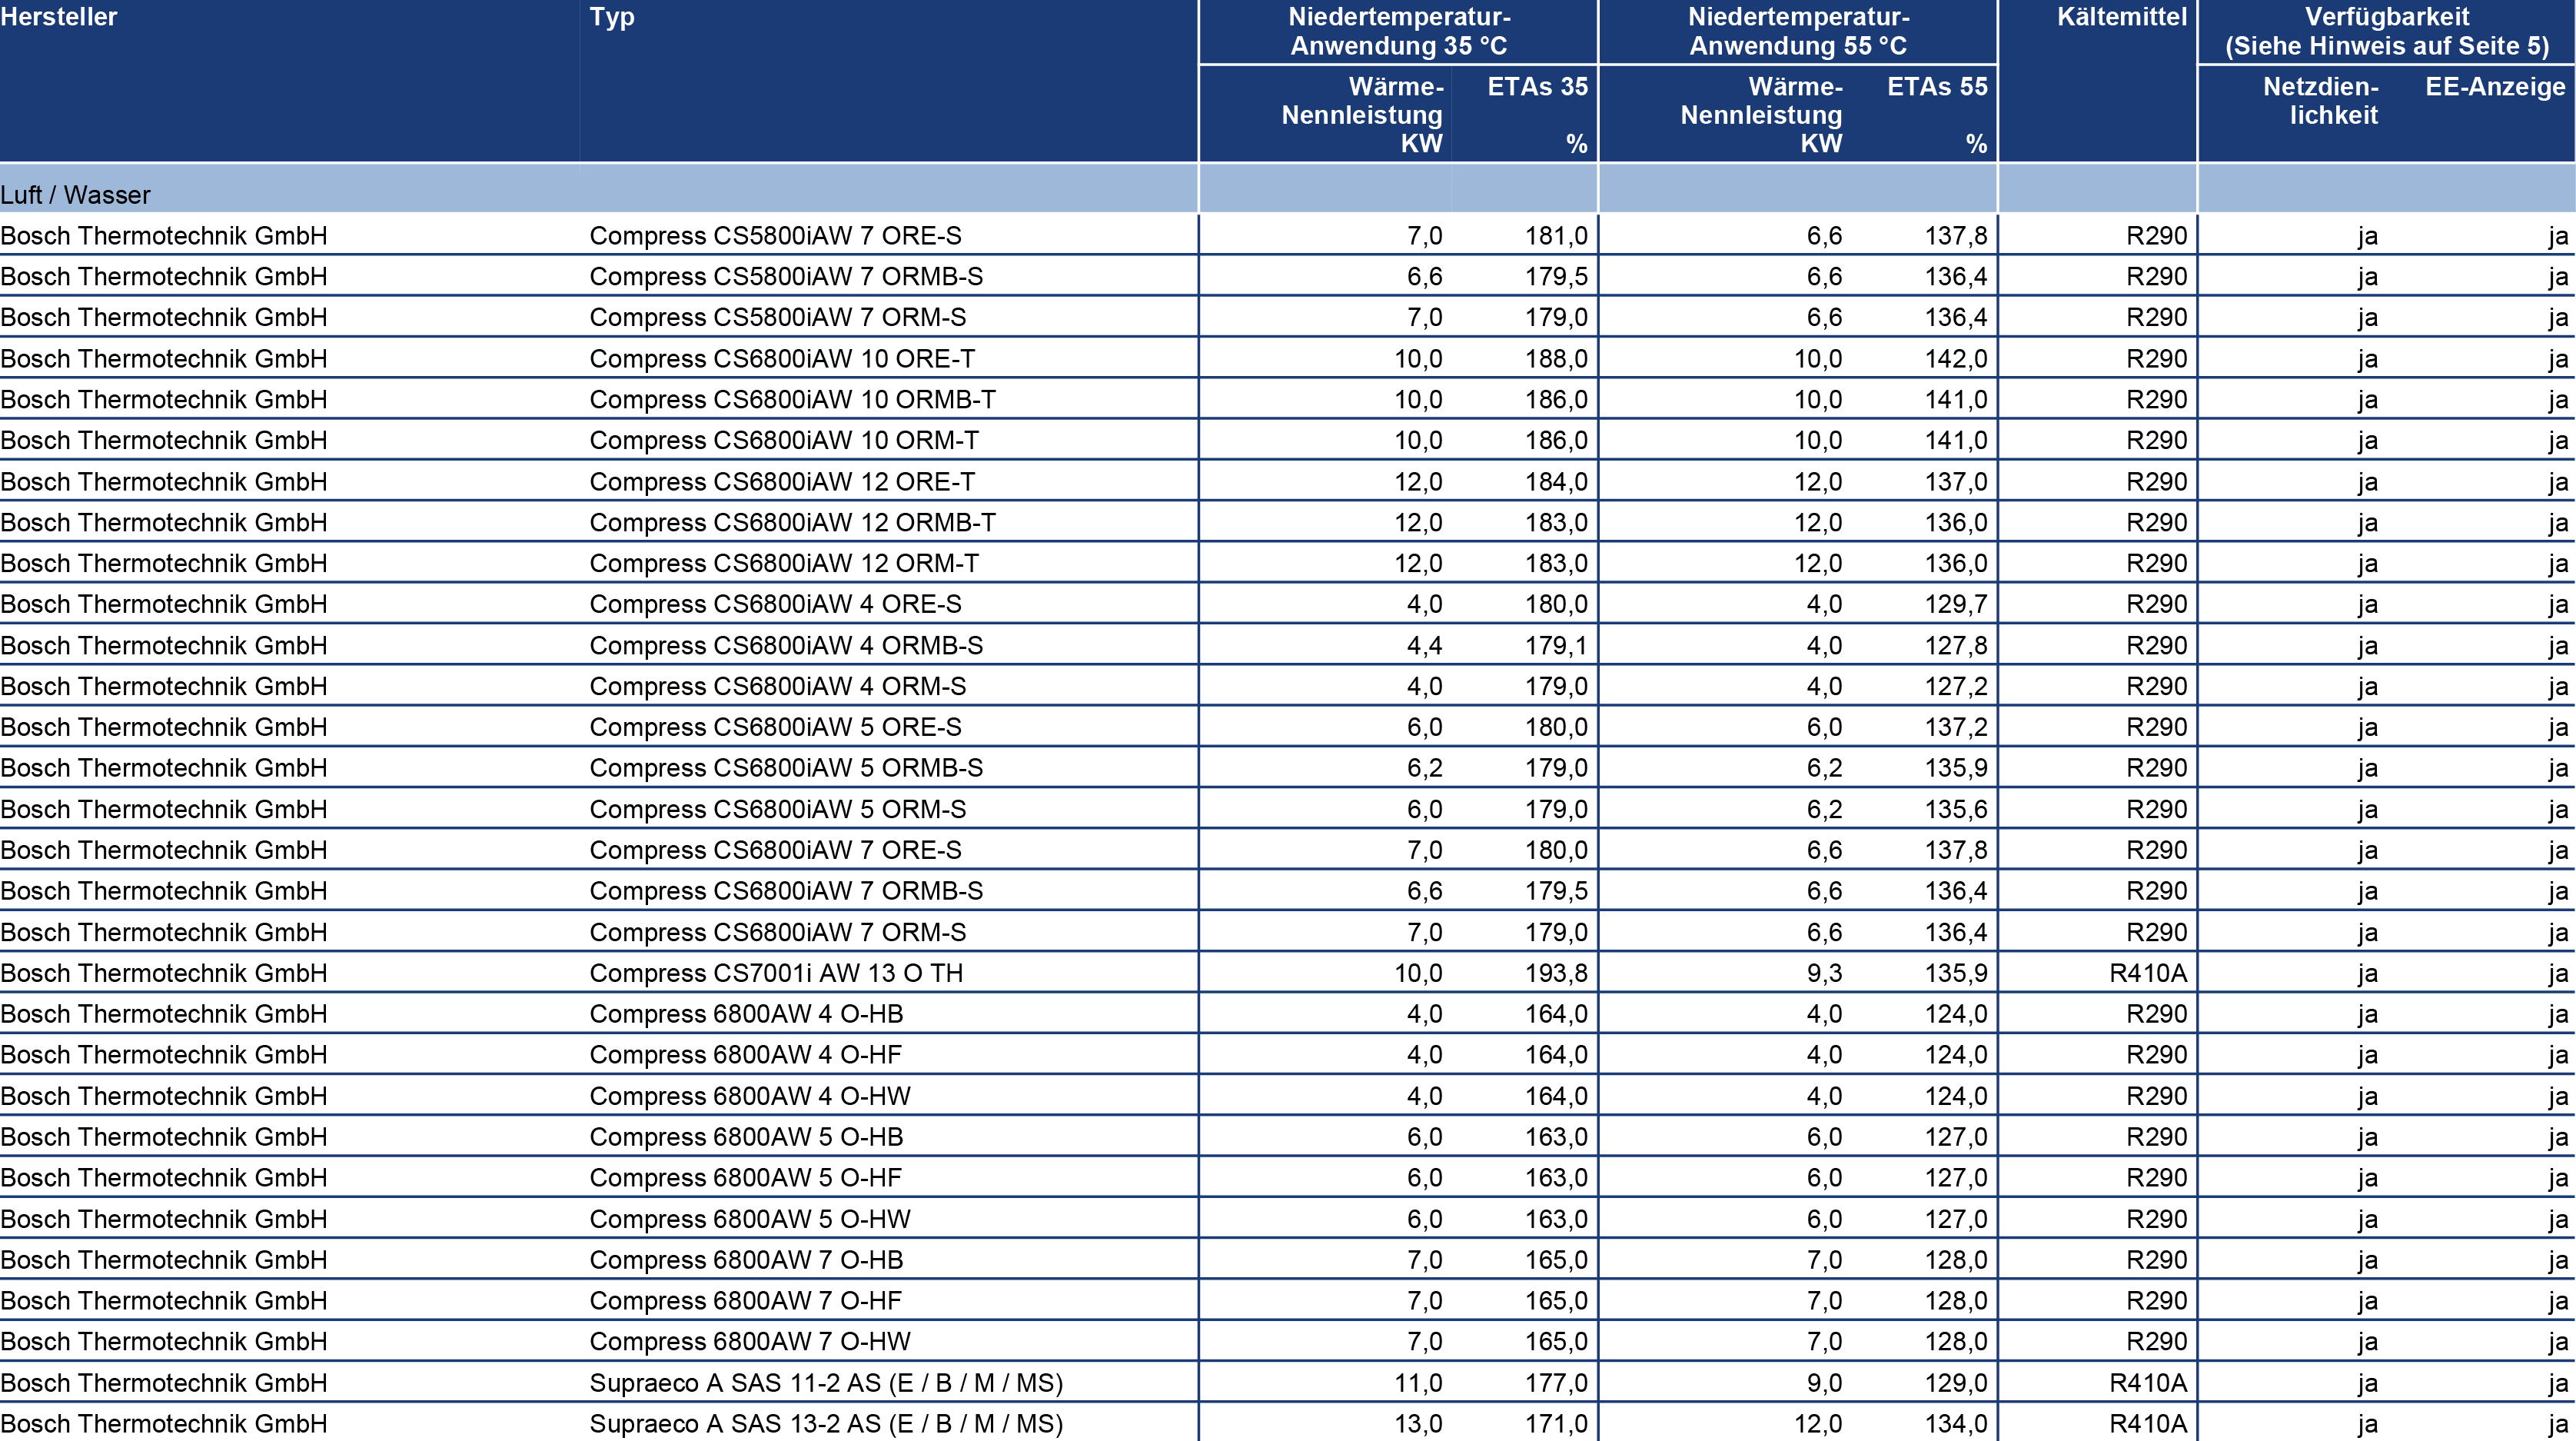 Hersteller Typ Niedertemperatur- Niedertemperatur- Kältemittel Verfügbarkeit
Anwendung 35 °C Anwendung 55 °C (Siehe Hinweis auf Seite 5)
Wärme- ETAs 35 Wärme- ETAs 55 Netzdien- EE-Anzeige
Nennleistung Nennleistung lichkeit
KW % KW %
Luft / Wasser
Bosch Thermotechnik GmbH Compress CS5800iAW 7 ORE-S 7,0 181,0 6,6 137,8 R290 ja ja
Bosch Thermotechnik GmbH Compress CS5800iAW 7 ORMB-S 6,6 179,5 6,6 136,4 R290 ja ja
Bosch Thermotechnik GmbH Compress CS5800iAW 7 ORM-S 7,0 179,0 6,6 136,4 R290 ja ja
Bosch Thermotechnik GmbH Compress CS6800iAW 10 ORE-T 10,0 188,0 10,0 142,0 R290 ja ja
Bosch Thermotechnik GmbH Compress CS6800iAW 10 ORMB-T 10,0 186,0 10,0 141,0 R290 ja ja
Bosch Thermotechnik GmbH Compress CS6800iAW 10 ORM-T 10,0 186,0 10,0 141,0 R290 ja ja
Bosch Thermotechnik GmbH Compress CS6800iAW 12 ORE-T 12,0 184,0 12,0 137,0 R290 ja ja
Bosch Thermotechnik GmbH Compress CS6800iAW 12 ORMB-T 12,0 183,0 12,0 136,0 R290 ja ja
Bosch Thermotechnik GmbH Compress CS6800iAW 12 ORM-T 12,0 183,0 12,0 136,0 R290 ja ja
Bosch Thermotechnik GmbH Compress CS6800iAW 4 ORE-S 4,0 180,0 4,0 129,7 R290 ja ja
Bosch Thermotechnik GmbH Compress CS6800iAW 4 ORMB-S 4,4 179,1 4,0 127,8 R290 ja ja
Bosch Thermotechnik GmbH Compress CS6800iAW 4 ORM-S 4,0 179,0 4,0 127,2 R290 ja ja
Bosch Thermotechnik GmbH Compress CS6800iAW 5 ORE-S 6,0 180,0 6,0 137,2 R290 ja ja
Bosch Thermotechnik GmbH Compress CS6800iAW 5 ORMB-S 6,2 179,0 6,2 135,9 R290 ja ja
Bosch Thermotechnik GmbH Compress CS6800iAW 5 ORM-S 6,0 179,0 6,2 135,6 R290 ja ja
Bosch Thermotechnik GmbH Compress CS6800iAW 7 ORE-S 7,0 180,0 6,6 137,8 R290 ja ja
Bosch Thermotechnik GmbH Compress CS6800iAW 7 ORMB-S 6,6 179,5 6,6 136,4 R290 ja ja
Bosch Thermotechnik GmbH Compress CS6800iAW 7 ORM-S 7,0 179,0 6,6 136,4 R290 ja ja
Bosch Thermotechnik GmbH Compress CS7001i AW 13 O TH 10,0 193,8 9,3 135,9 R410A ja ja
Bosch Thermotechnik GmbH Compress 6800AW 4 O-HB 4,0 164,0 4,0 124,0 R290 ja ja
Bosch Thermotechnik GmbH Compress 6800AW 4 O-HF 4,0 164,0 4,0 124,0 R290 ja ja
Bosch Thermotechnik GmbH Compress 6800AW 4 O-HW 4,0 164,0 4,0 124,0 R290 ja ja
Bosch Thermotechnik GmbH Compress 6800AW 5 O-HB 6,0 163,0 6,0 127,0 R290 ja ja
Bosch Thermotechnik GmbH Compress 6800AW 5 O-HF 6,0 163,0 6,0 127,0 R290 ja ja
Bosch Thermotechnik GmbH Compress 6800AW 5 O-HW 6,0 163,0 6,0 127,0 R290 ja ja
Bosch Thermotechnik GmbH Compress 6800AW 7 O-HB 7,0 165,0 7,0 128,0 R290 ja ja
Bosch Thermotechnik GmbH Compress 6800AW 7 O-HF 7,0 165,0 7,0 128,0 R290 ja ja
Bosch Thermotechnik GmbH Compress 6800AW 7 O-HW 7,0 165,0 7,0 128,0 R290 ja ja
Bosch Thermotechnik GmbH Supraeco A SAS 11-2 AS (E / B / M / MS) 11,0 177,0 9,0 129,0 R410A ja ja
Bosch Thermotechnik GmbH Supraeco A SAS 13-2 AS (E / B / M / MS) 13,0 171,0 12,0 134,0 R410A ja ja